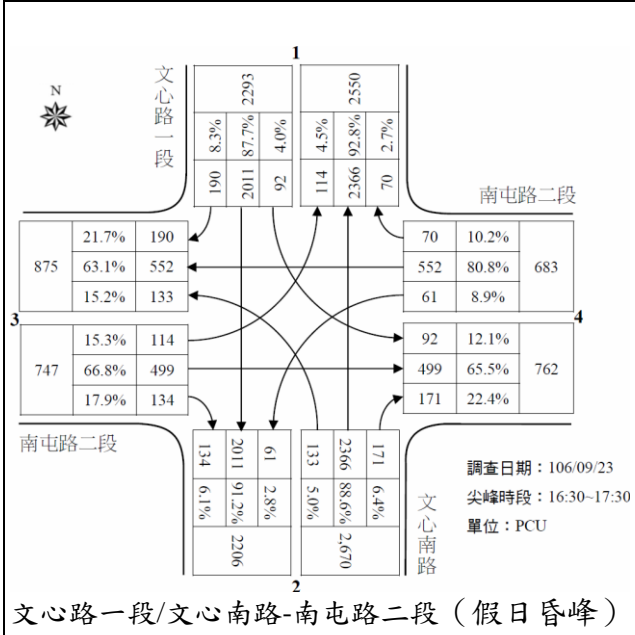 1
N
文心路一段
2293
8.3% 87.7% 4.0%
190 2011 92
2550
4.5% 92.8% 2.7%
114 2366 70
南屯路二段
875
21.7% 190
63.1% 552
15.2% 133
70 10.2%
552 80.8%
61 8.9%
683
3
4
747
15.3% 114
66.8% 499
17.9% 134
92 12.1%
499 65.5%
171 22.4%
762
南屯路二段
134 2011 61
6.1% 91.2% 2.8%
2206
133 2366 171
5.0% 88.6% 6.4%
2,670
文心南路
調查日期：106/09/23
尖峰時段：16:30~17:30
單位：PCU
2
文心路一段/文心南路-南屯路二段（假日昏峰）